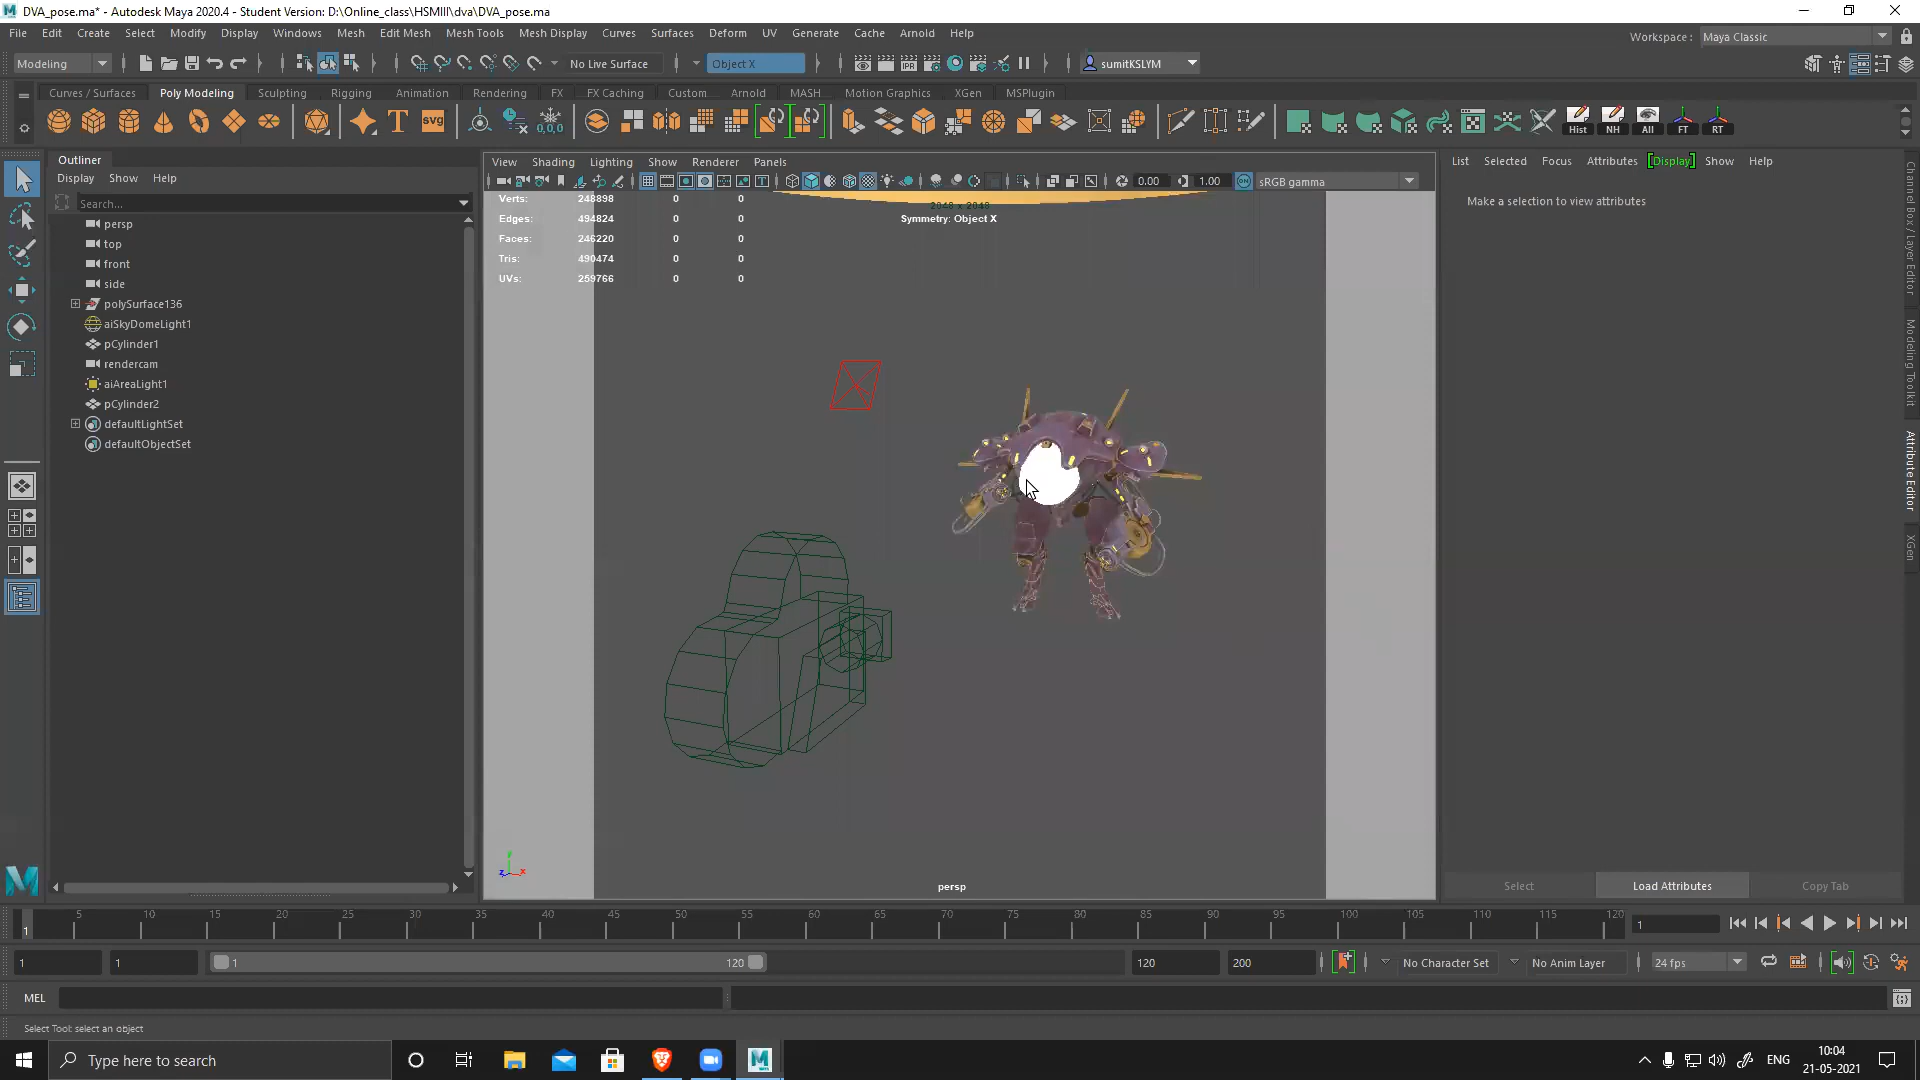 DVA_pose.ma* - Autodesk Maya 2020.4 - Student Version: D:\Online_class\HSMIII\dva\DVA_pose.ma
File Edit Create Select Modify Display Windows Mesh Edit Mesh Mesh Tools Mesh Display Curves Surfaces Deform UV Generate Cache Arnold Help
Workspace : Maya Classic
Modeling No Live Surface Object X IPR sumitKSLYM
Curves / Surfaces Poly Modeling Sculpting Rigging Animation Rendering FX FX Caching Custom Arnold MASH Motion Graphics XGen MSPlugin
T svg 0,0,0 Hist NH All FT RT
Outliner
Display Show Help
Search...
persp
top
front
side
polySurface136
aiSkyDomeLight1
pCylinder1
rendercam
aiAreaLight1
pCylinder2
defaultLightSet
defaultObjectSet
View Shading Lighting Show Renderer Panels
0.00 1.00 ON sRGB gamma
2048 x 2048
Symmetry: Object X
Verts: 248898 0 0
Edges: 494824 0 0
Faces: 246220 0 0
Tris: 490474 0 0
UVs: 259766 0 0
y
z x
persp
List Selected Focus Attributes Display Show Help
Make a selection to view attributes
Select Load Attributes Copy Tab
Channel Box / Layer Editor
Modeling Toolkit
Attribute Editor
XGen
5 10 15 20 25 30 35 40 45 50 55 60 65 70 75 80 85 90 95 100 105 110 115 120
1 1
1 1 1 120 120 200 No Character Set No Anim Layer 24 fps
MEL
Select Tool: select an object
Type here to search
ENG
10:04
21-05-2021